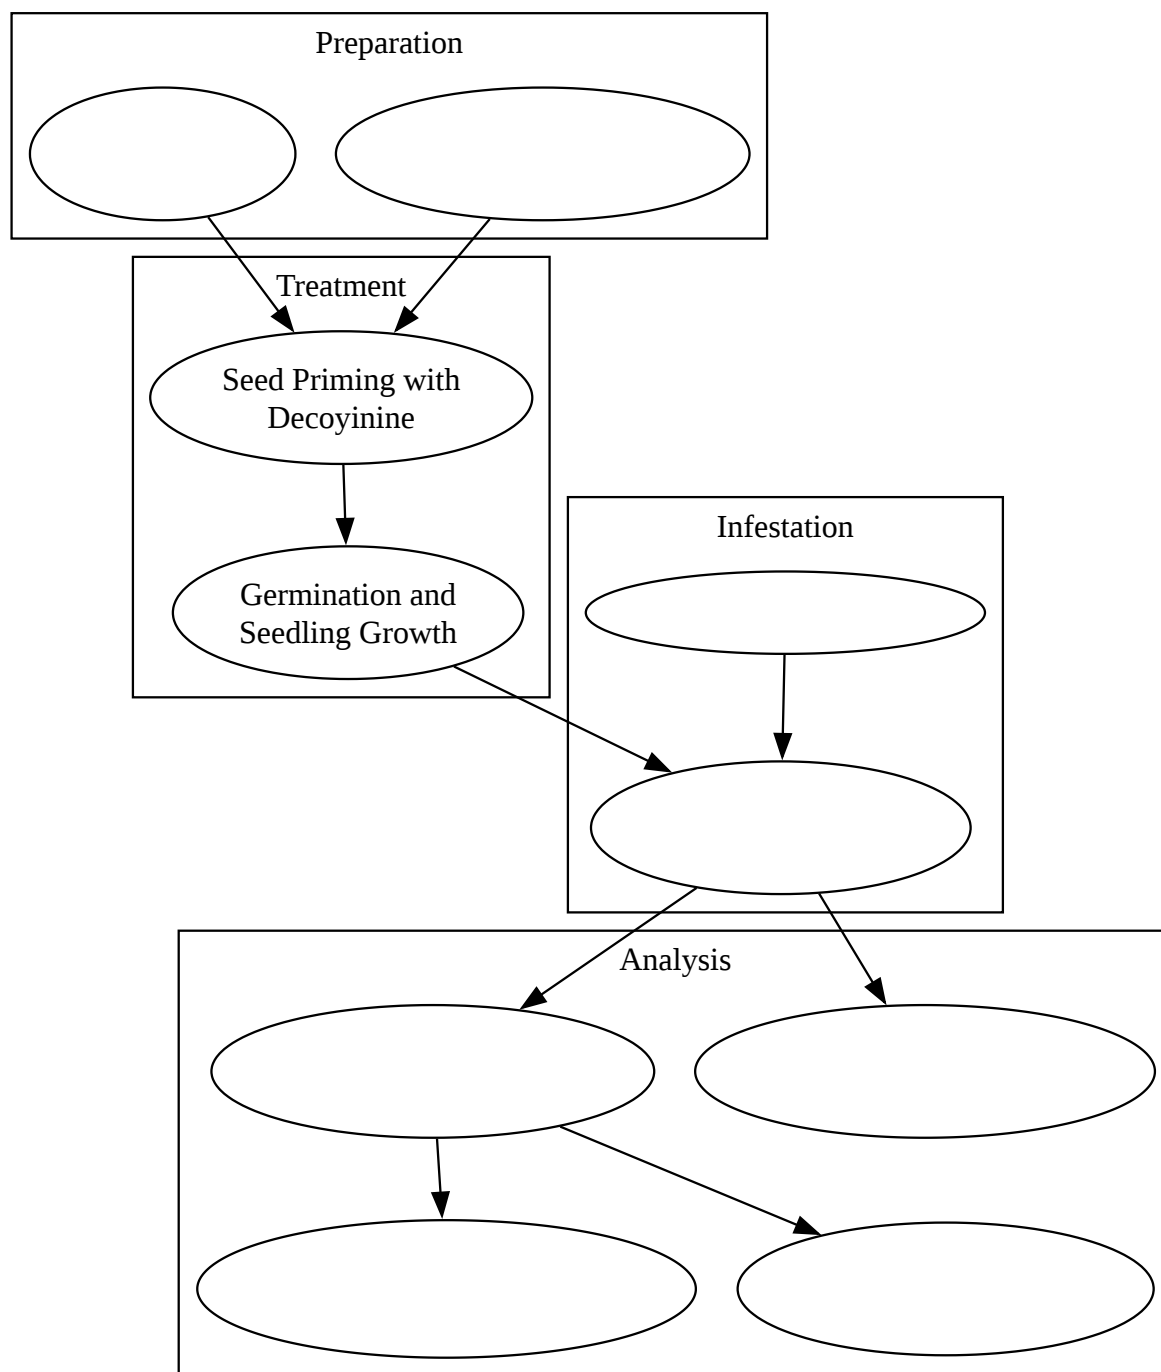 Preparation
Treatment
Seed Priming with
Decoyinine
Infestation
Germination and
Seedling Growth
Analysis